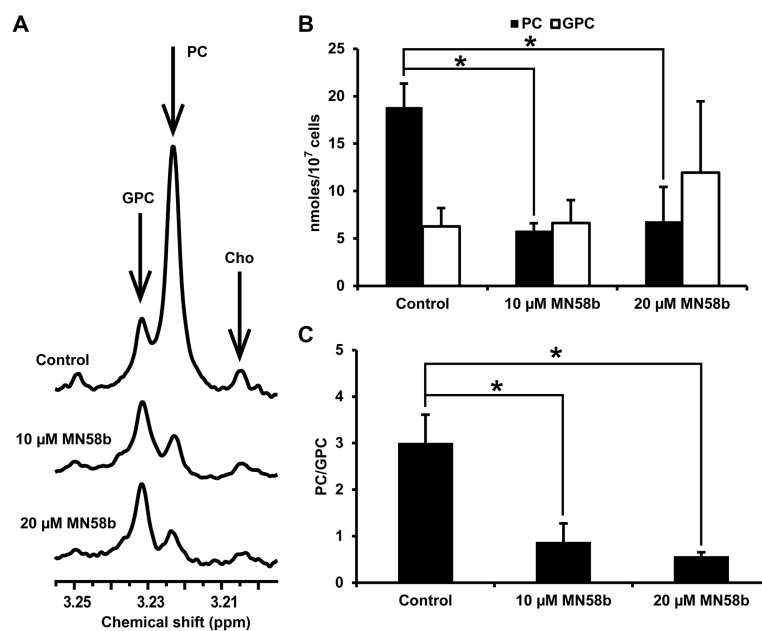 A
PC
GPC
Cho
Control
10 µM MN58b
20 µM MN58b
3.25
3.23
3.21
Chemical shift (ppm)
B
PC
GPC
*
*
25
20
15
10
5
0
nmoles/10⁷ cells
Control
10 µM MN58b
20 µM MN58b
C
*
*
5
4
3
2
1
0
PC/GPC
Control
10 µM MN58b
20 µM MN58b